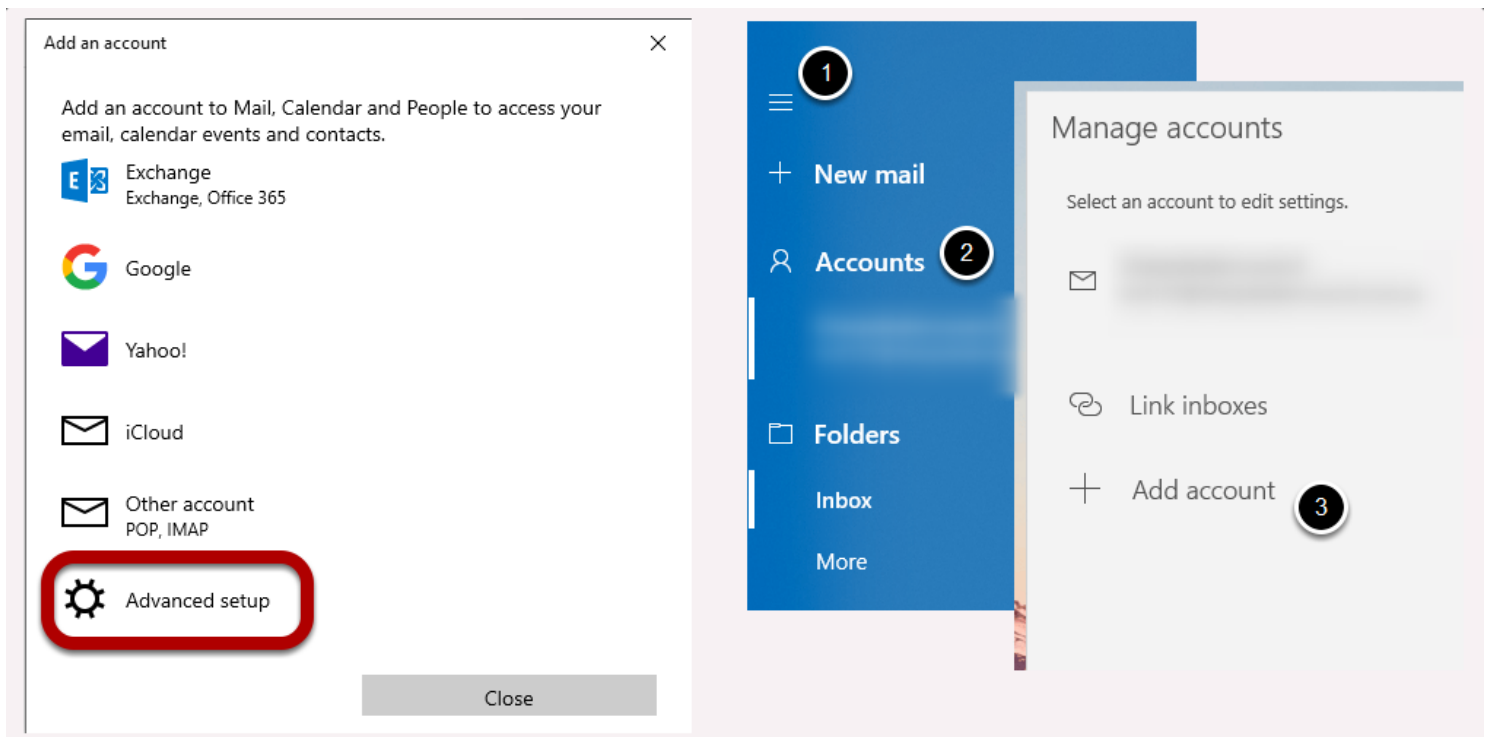 Add an account
Add an account to Mail, Calendar and People to access your
email, calendar events and contacts.
E
Exchange
Exchange, Office 365
G
Google
Yahoo!
iCloud
Other account
POP, IMAP
Advanced setup
Close
1
New mail
Accounts
2
Folders
Inbox
More
Manage accounts
Select an account to edit settings.
Link inboxes
Add account
3